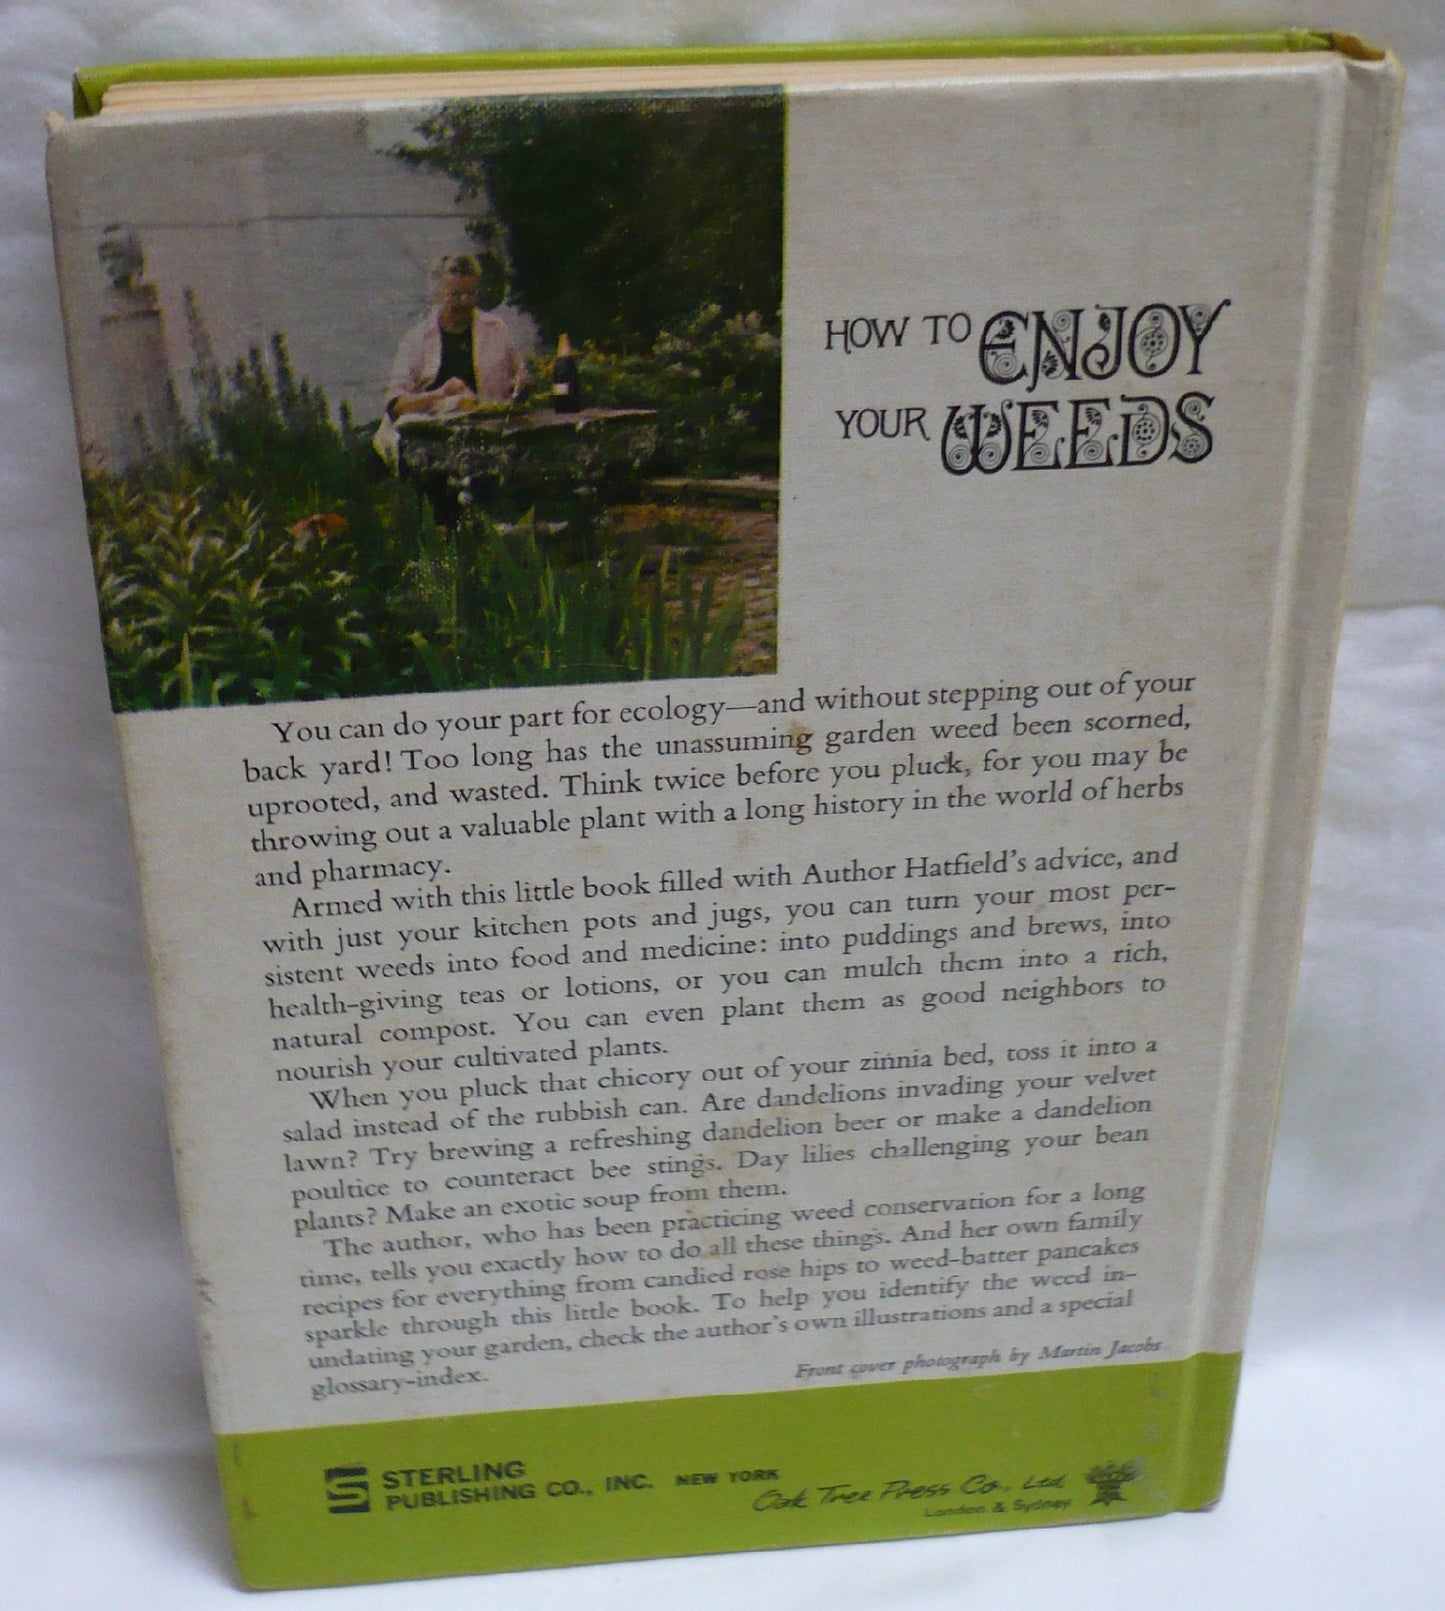 HOW TO ENJOY
YOUR WEEDS
You can do your part for ecology—and without stepping out of your
back yard! Too long has the unassuming garden weed been scorned,
uprooted, and wasted. Think twice before you pluck, for you may be
throwing out a valuable plant with a long history in the world of herbs
and pharmacy.
Armed with this little book filled with Author Hatfield's advice, and
with just your kitchen pots and jugs, you can turn your most per-
sistent weeds into food and medicine: into puddings and brews, into
health-giving teas or lotions, or you can mulch them into a rich,
natural compost. You can even plant them as good neighbors to
nourish your cultivated plants.
When you pluck that chicory out of your zinnia bed, toss it into a
salad instead of the rubbish can. Are dandelions invading your velvet
lawn? Try brewing a refreshing dandelion beer or make a dandelion
poultice to counteract bee stings. Day lilies challenging your bean
plants? Make an exotic soup from them.
The author, who has been practicing weed conservation for a long
time, tells you exactly how to do all these things. And her own family
recipes for everything from candied rose hips to weed-batter pancakes
sparkle through this little book. To help you identify the weed in-
undating your garden, check the author's own illustrations and a special
glossary-index.
Front cover photograph by Martin Jacobs
STERLING
PUBLISHING CO., INC. NEW YORK
Oak Tree Press Co., Ltd.
London & Sydney